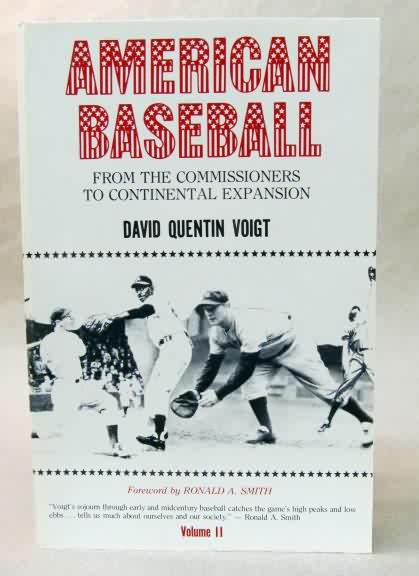 AMERICAN
BASEBALL
FROM THE COMMISSIONERS
TO CONTINENTAL EXPANSION
DAVID QUENTIN VOIGT
Foreword by RONALD A. SMITH
"Voigt's sojourn through early and midcentury baseball catches the game's high peaks and low
ebbs . . . tells us much about ourselves and our society." — Ronald A. Smith
Volume II